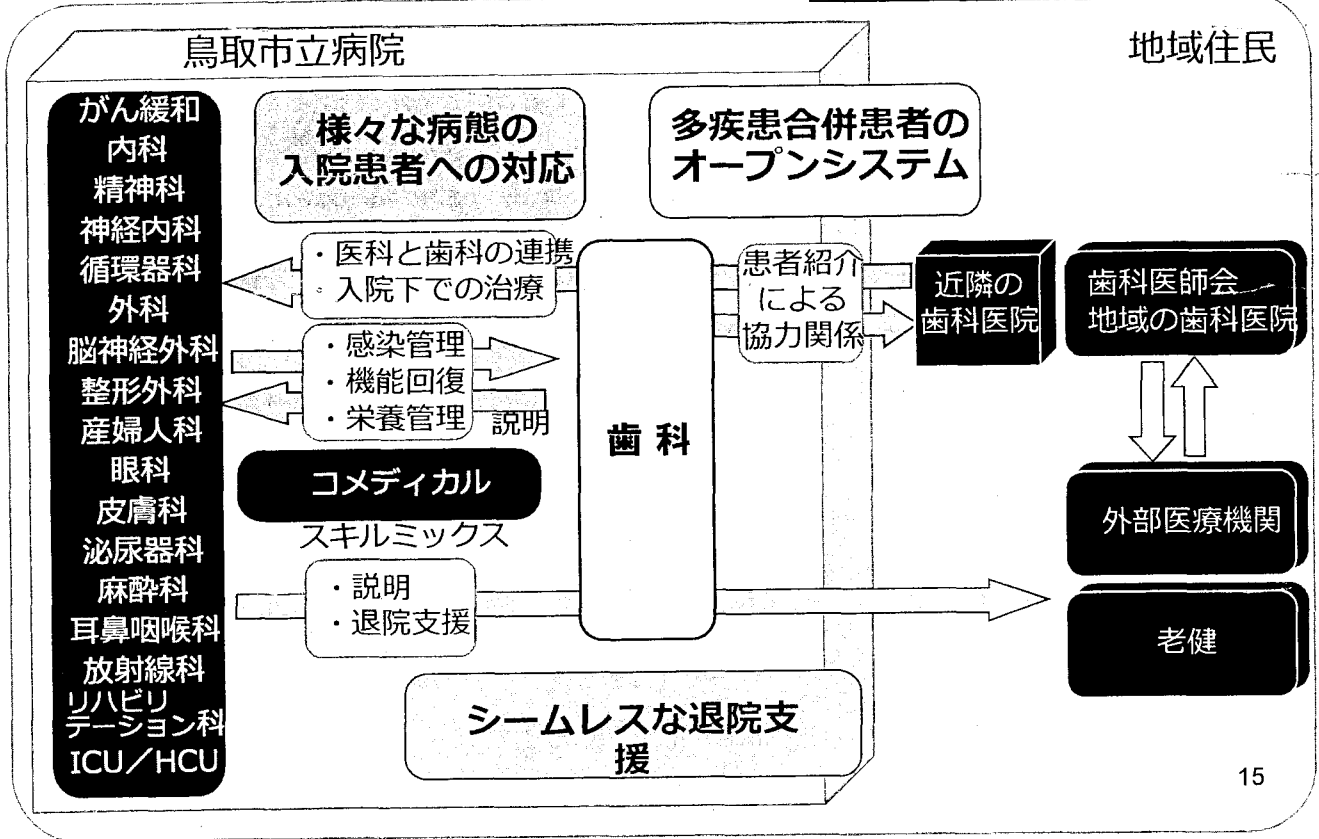 鳥取市立病院
地域住民
がん緩和
内科
精神科
神経内科
循環器科
外科
脳神経外科
整形外科
産婦人科
眼科
皮膚科
泌尿器科
麻酔科
耳鼻咽喉科
放射線科
リハビリ
テーション科
ICU／HCU
様々な病態の
入院患者への対応
多疾患合併患者の
オープンシステム
・医科と歯科の連携
・入院下での治療
・感染管理
・機能回復
・栄養管理
説明
コメディカル
スキルミックス
・説明
・退院支援
歯科
患者紹介
による
協力関係
近隣の
歯科医院
歯科医師会
地域の歯科医院
外部医療機関
老健
シームレスな退院支
援
15